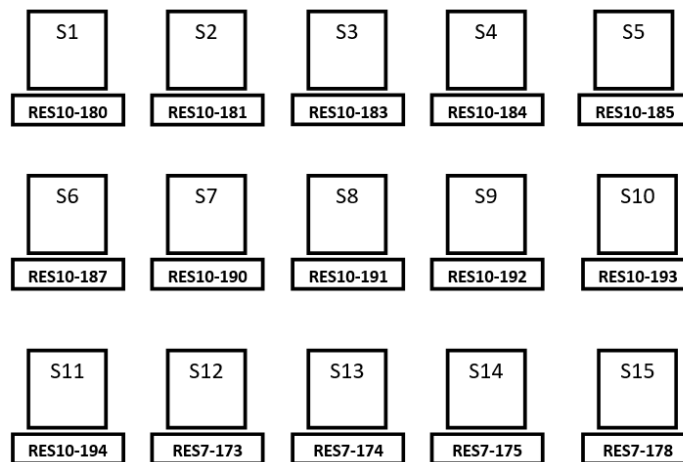 S1 S2 S3 S4 S5
RES10-180 RES10-181 RES10-183 RES10-184 RES10-185
S6 S7 S8 S9 S10
RES10-187 RES10-190 RES10-191 RES10-192 RES10-193
S11 S12 S13 S14 S15
RES10-194 RES7-173 RES7-174 RES7-175 RES7-178